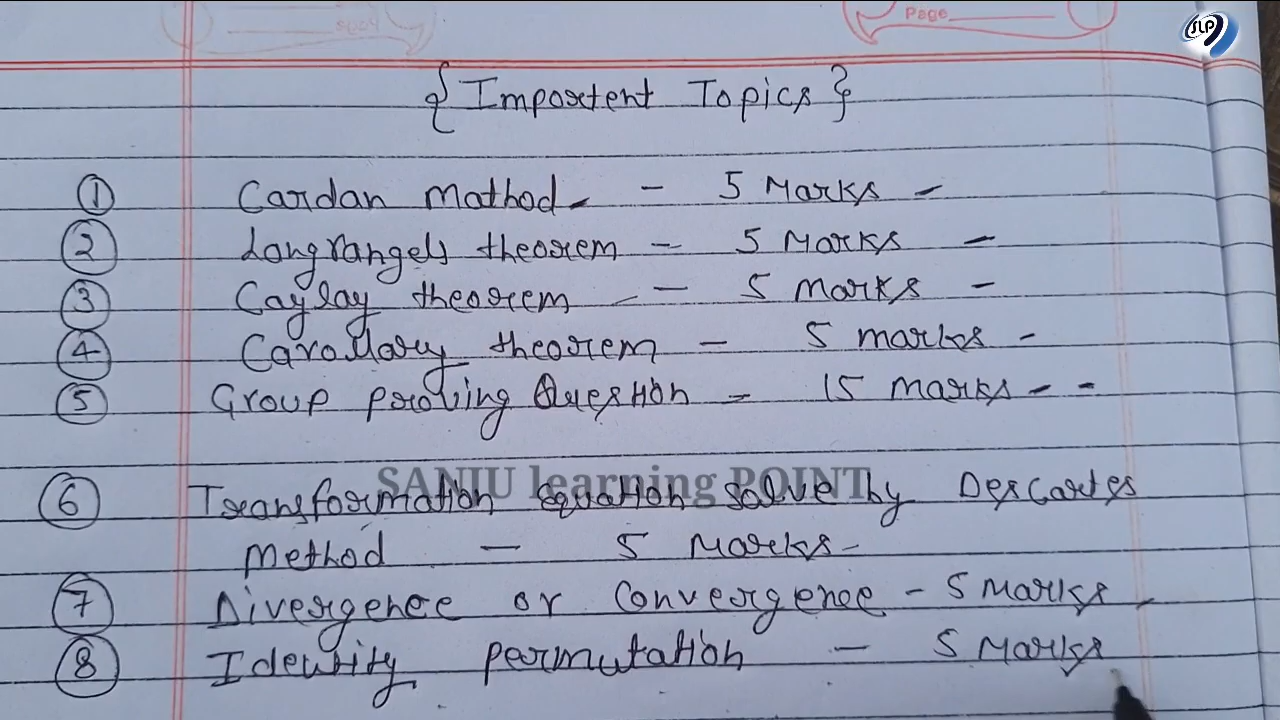 Page
SLP
{ Important Topics }
① Cardan mathod - 5 Marks -
② Langrangels theorem - 5 Marks -
③ Caylay theorem - - 5 marks -
④ Carollary theorem - 5 marks -
⑤ Group proving Question - 15 marks - -
SANJU learning POINT
⑥ Transformation equation solve by Descartes
method - 5 Marks -
⑦ Divergence or Convergence - 5 Marks -
⑧ Identity permutation - 5 Marks